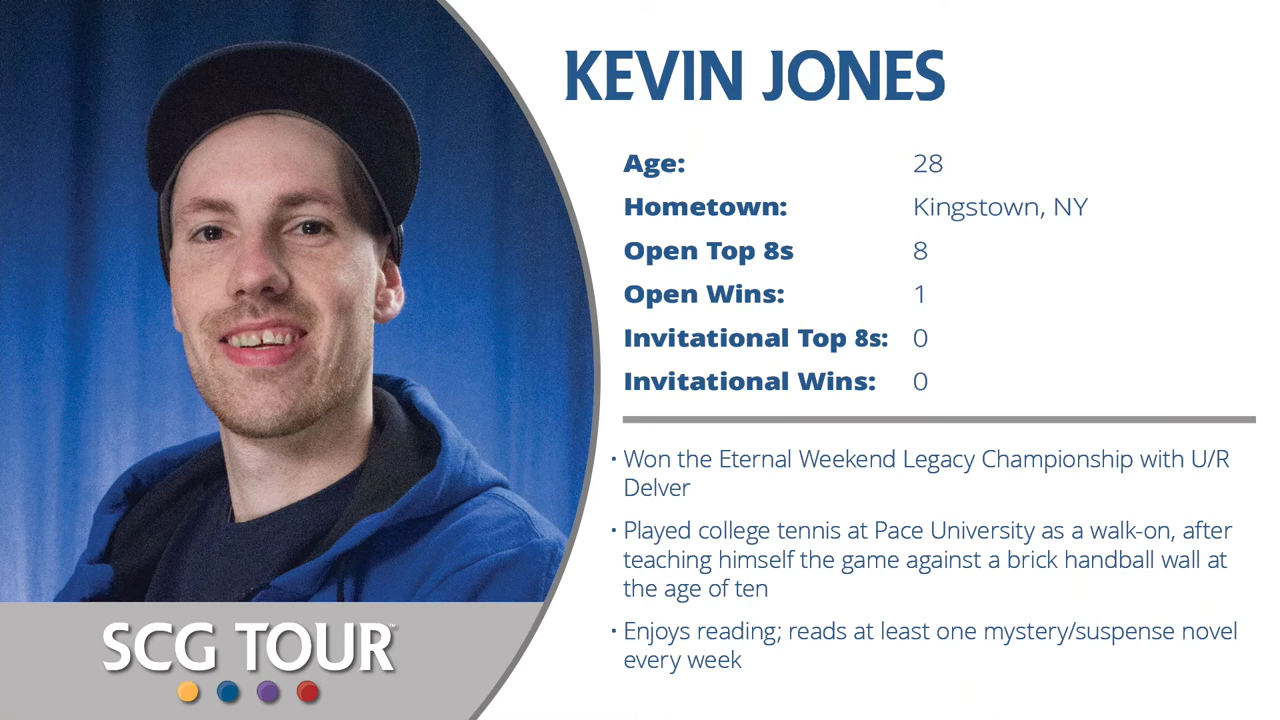 KEVIN JONES
Age: 28
Hometown: Kingstown, NY
Open Top 8s 8
Open Wins: 1
Invitational Top 8s: 0
Invitational Wins: 0
· Won the Eternal Weekend Legacy Championship with U/R
Delver
· Played college tennis at Pace University as a walk-on, after
teaching himself the game against a brick handball wall at
the age of ten
· Enjoys reading; reads at least one mystery/suspense novel
every week
SCG TOUR™